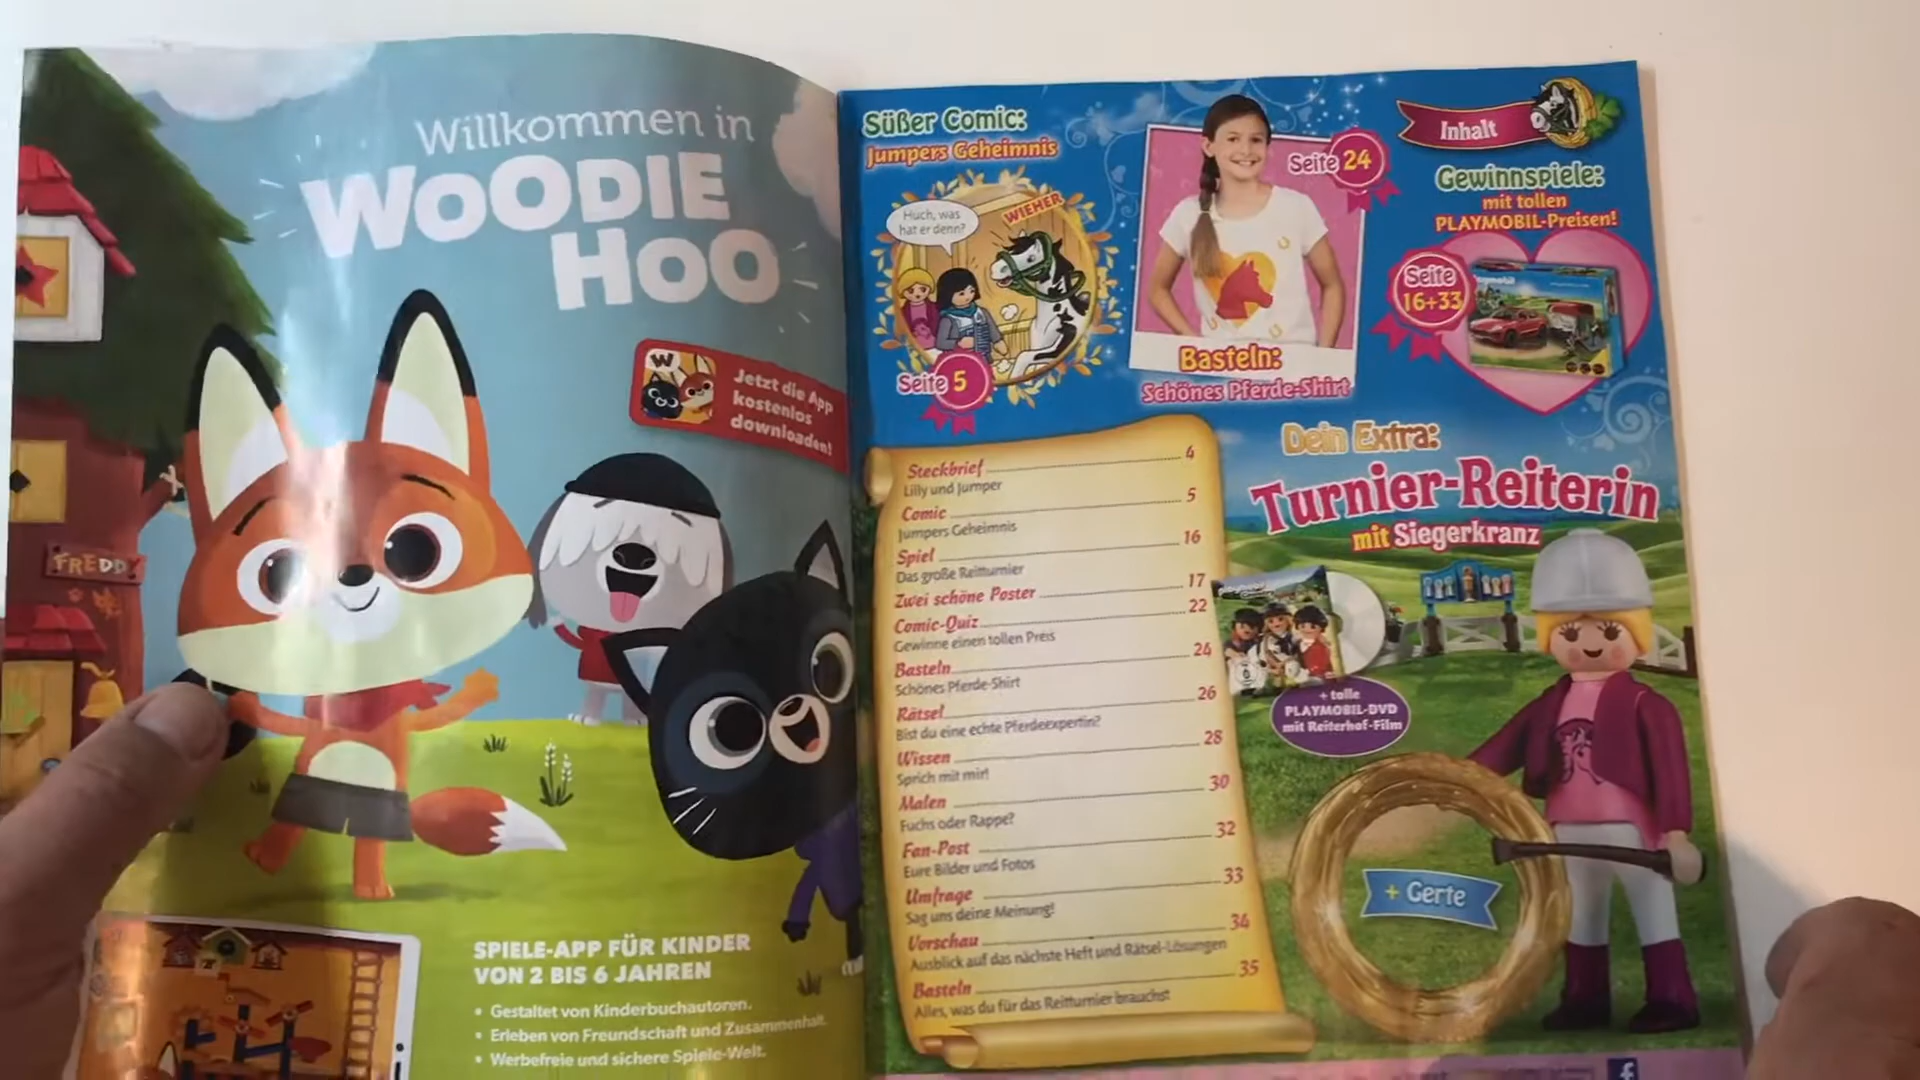 Willkommen in
WOODIE
HOO
W
Jetzt die App
kostenlos
downloaden!
FREDDY
SPIELE-APP FÜR KINDER
VON 2 BIS 6 JAHREN
• Gestaltet von Kinderbuchautoren.
• Erleben von Freundschaft und Zusammenhalt.
• Werbefreie und sichere Spiele-Welt.
Süßer Comic:
Jumpers Geheimnis
Huch, was
hat er denn?
WIEHER
Seite 5
Seite 24
Basteln:
Schönes Pferde-Shirt
Inhalt
Gewinnspiele:
mit tollen
PLAYMOBIL-Preisen!
Seite
16+33
Steckbrief 4
Lilly und Jumper
Comic 5
Jumpers Geheimnis
Spiel 16
Das große Reitturnier
Zwei schöne Poster 17
Comic-Quiz 22
Gewinne einen tollen Preis
Basteln 24
Schönes Pferde-Shirt
Rätsel 26
Bist du eine echte Pferdeexpertin?
Wissen 28
Sprich mit mir!
Malen 30
Fuchs oder Rappe?
Fan-Post 32
Eure Bilder und Fotos
Umfrage 33
Sag uns deine Meinung!
Vorschau 34
Ausblick auf das nächste Heft und Rätsel-Lösungen
Basteln 35
Alles, was du für das Reitturnier brauchst
Dein Extra:
Turnier-Reiterin
mit Siegerkranz
+ tolle
PLAYMOBIL-DVD
mit Reiterhof-Film
+ Gerte